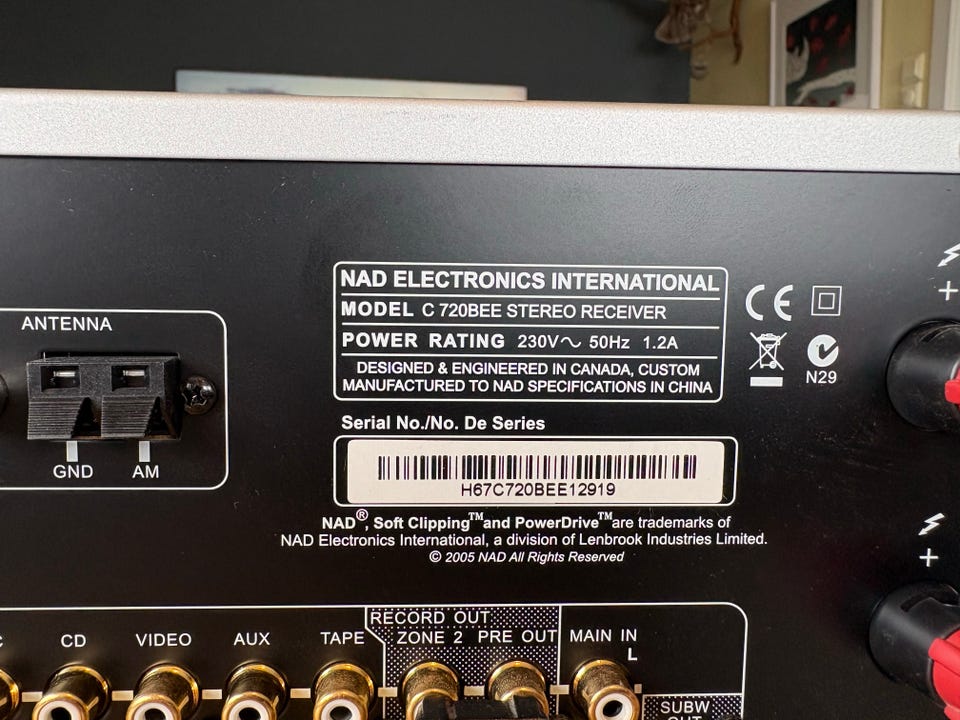 ANTENNA
GND AM
NAD ELECTRONICS INTERNATIONAL
MODEL C 720BEE STEREO RECEIVER
POWER RATING 230V~ 50Hz 1.2A
DESIGNED & ENGINEERED IN CANADA, CUSTOM
MANUFACTURED TO NAD SPECIFICATIONS IN CHINA
CE
N29
Serial No./No. De Series
H67C720BEE12919
NAD®, Soft Clipping™ and PowerDrive™ are trademarks of
NAD Electronics International, a division of Lenbrook Industries Limited.
© 2005 NAD All Rights Reserved
+
+
RECORD OUT
CD VIDEO AUX TAPE ZONE 2 PRE OUT MAIN IN
L
SUBW
OUT